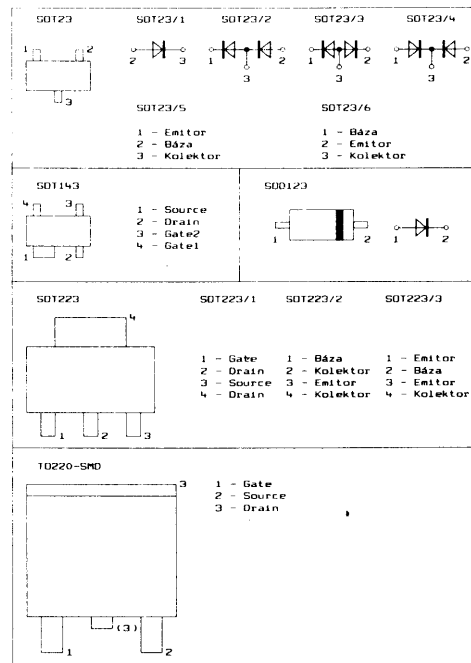 SOT23 SOT23/1 SOT23/2 SOT23/3 SOT23/4
1 2 2 3 1 2 1 2 1 2
3 3 3 3
SOT23/5 SOT23/6
1 - Emitor 1 - Báza
2 - Báza 2 - Emitor
3 - Kolektor 3 - Kolektor
SOT143 SOD123
4 3 1 - Source
2 - Drain
3 - Gate2
1 2 4 - Gate1
1 2 1 2
SOT223 SOT223/1 SOT223/2 SOT223/3
4
1 - Gate 1 - Báza 1 - Emitor
2 - Drain 2 - Kolektor 2 - Báza
3 - Source 3 - Emitor 3 - Emitor
4 - Drain 4 - Kolektor 4 - Kolektor
1 2 3
TO220-SMD
3 1 - Gate
2 - Source
3 - Drain
(3)
1 2